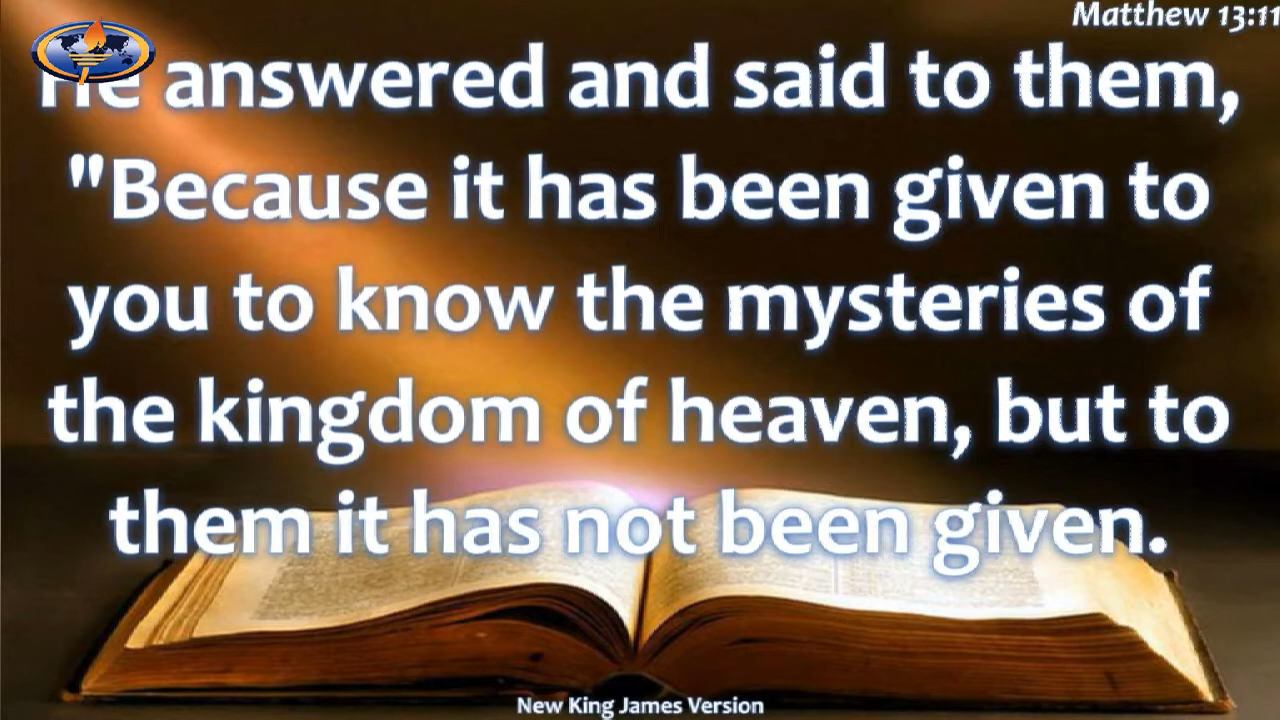 Matthew 13:11
He answered and said to them,
"Because it has been given to
you to know the mysteries of
the kingdom of heaven, but to
them it has not been given.
New King James Version